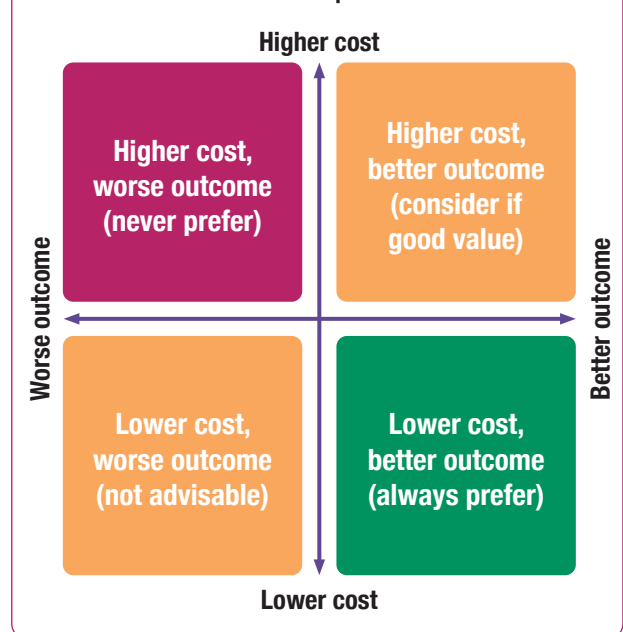 Higher cost
Higher cost,
worse outcome
(never prefer)
Higher cost,
better outcome
(consider if
good value)
Worse outcome
Better outcome
Lower cost,
worse outcome
(not advisable)
Lower cost,
better outcome
(always prefer)
Lower cost